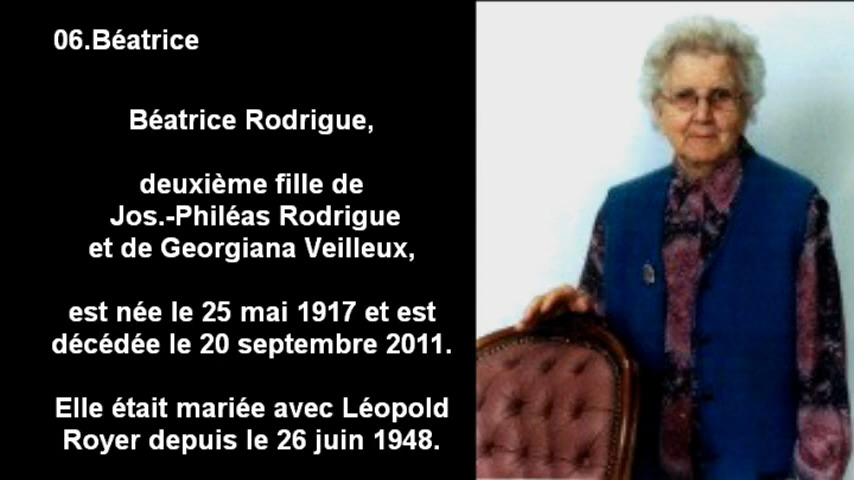 06.Béatrice
Béatrice Rodrigue,
deuxième fille de
Jos.-Philéas Rodrigue
et de Georgiana Veilleux,
est née le 25 mai 1917 et est
décédée le 20 septembre 2011.
Elle était mariée avec Léopold
Royer depuis le 26 juin 1948.